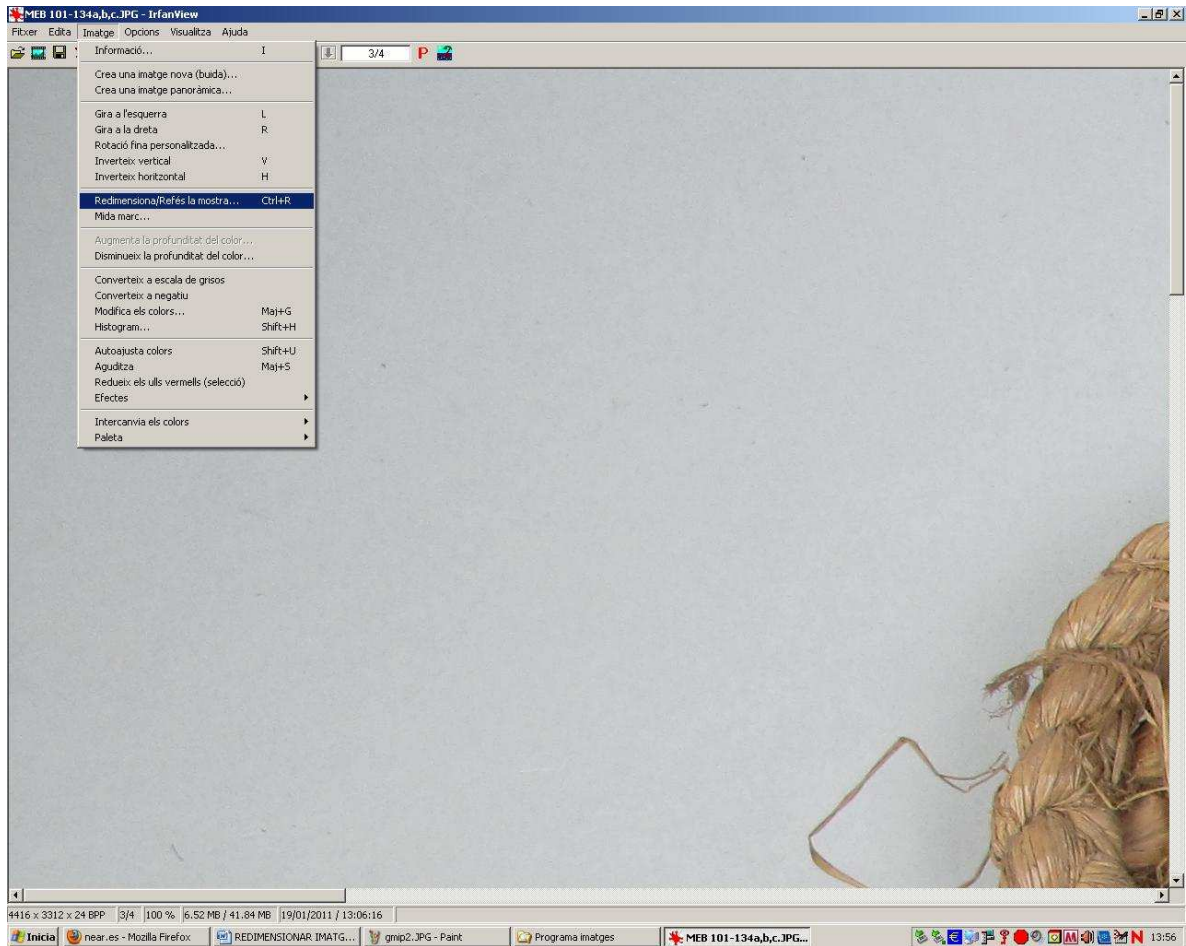 MEB 101-134a,b,c.JPG - IrfanView
Fitxer Edita Imatge Opcions Visualitza Ajuda
3/4 P
Informació... I
Crea una imatge nova (buida)...
Crea una imatge panoràmica...
Gira a l'esquerra L
Gira a la dreta R
Rotació fina personalitzada...
Inverteix vertical V
Inverteix horitzontal H
Redimensiona/Refés la mostra... Ctrl+R
Mida marc...
Augmenta la profunditat del color...
Disminueix la profunditat del color...
Converteix a escala de grisos
Converteix a negatiu
Modifica els colors... Maj+G
Histogram... Shift+H
Autoajusta colors Shift+U
Aguditza Maj+S
Redueix els ulls vermells (selecció)
Efectes
Intercanvia els colors
Paleta
4416 x 3312 x 24 BPP 3/4 100 % 6.52 MB / 41.84 MB 19/01/2011 / 13:06:16
Inicia near.es - Mozilla Firefox REDIMENSIONAR IMATG... gmip2.JPG - Paint Programa imatges MEB 101-134a,b,c.JPG... 13:56